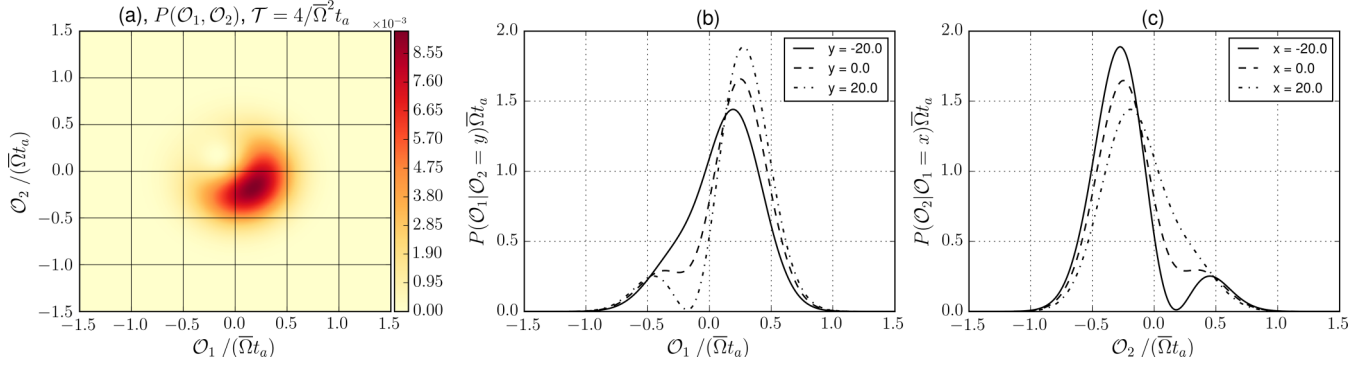 (a), P(𝒪₁, 𝒪₂), 𝒯 = 4/Ω̅²tₐ
×10⁻³
1.5
1.0
0.5
0.0
−0.5
−1.0
−1.5
𝒪₂ /(Ω̅tₐ)
−1.5 −1.0 −0.5 0.0 0.5 1.0 1.5
𝒪₁ /(Ω̅tₐ)
8.55
7.60
6.65
5.70
4.75
3.80
2.85
1.90
0.95
0.00
(b)
2.0
1.5
1.0
0.5
0.0
P(𝒪₁|𝒪₂ = y)Ω̅tₐ
y = -20.0
y = 0.0
y = 20.0
−1.5 −1.0 −0.5 0.0 0.5 1.0 1.5
𝒪₁ /(Ω̅tₐ)
(c)
2.0
1.5
1.0
0.5
0.0
P(𝒪₂|𝒪₁ = x)Ω̅tₐ
x = -20.0
x = 0.0
x = 20.0
−1.5 −1.0 −0.5 0.0 0.5 1.0 1.5
𝒪₂ /(Ω̅tₐ)